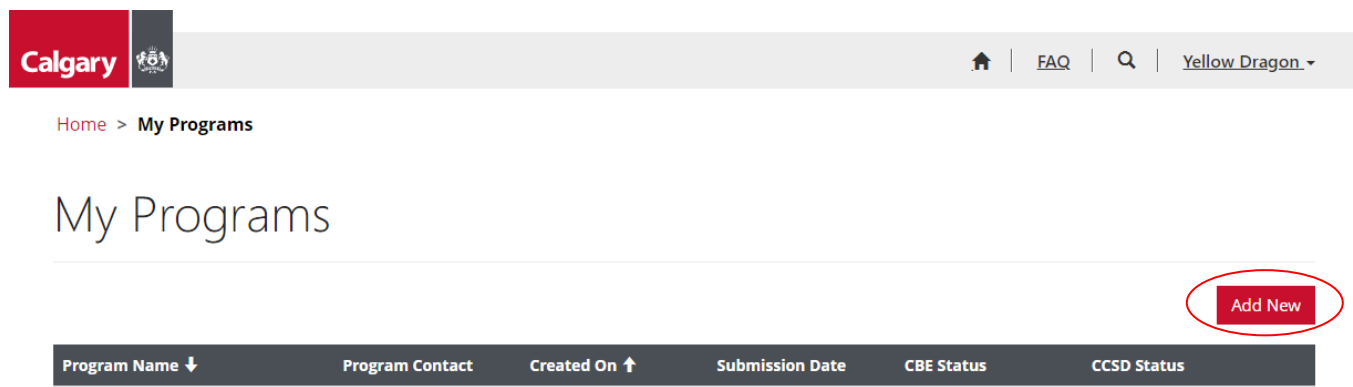 Calgary
FAQ Yellow Dragon
Home > My Programs
My Programs
Add New
Program Name Program Contact Created On Submission Date CBE Status CCSD Status